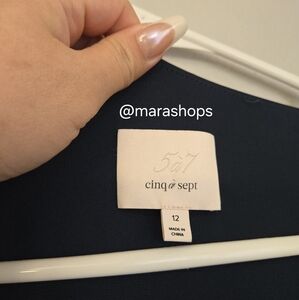 @marashops
5à7
cinq à sept
12
MADE IN
CHINA